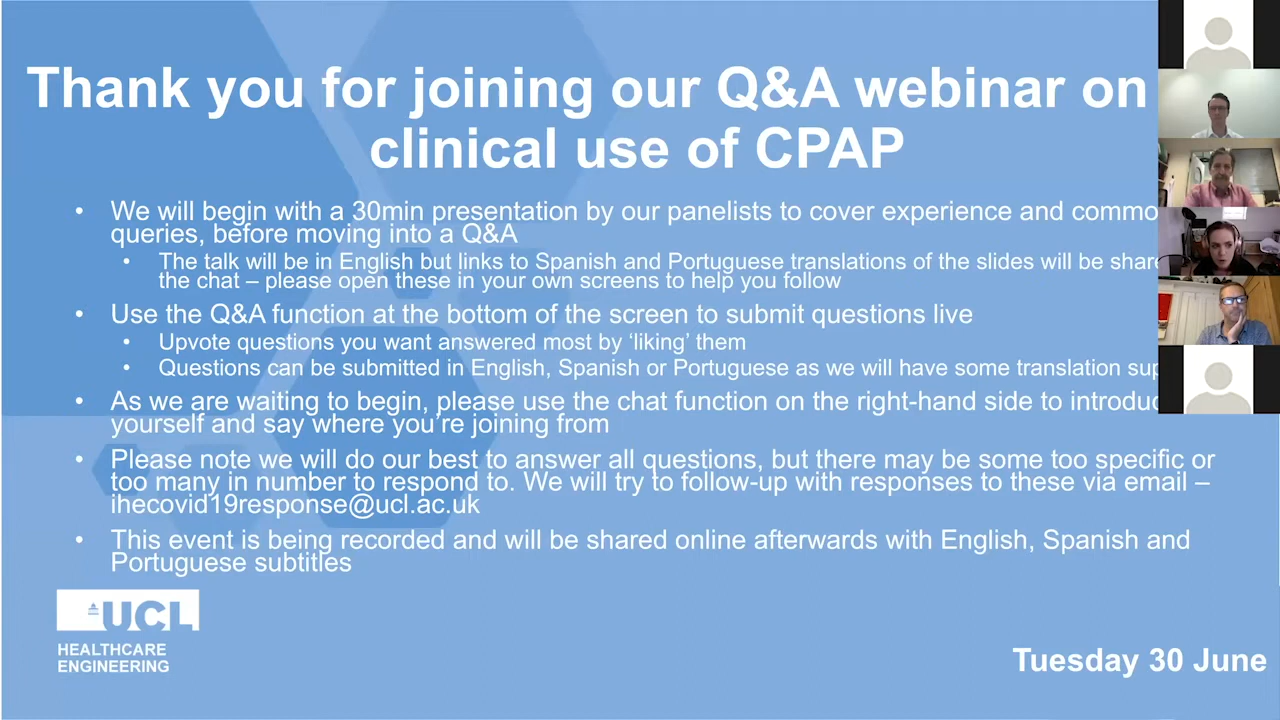 Thank you for joining our Q&A webinar on
clinical use of CPAP
• We will begin with a 30min presentation by our panelists to cover experience and commo
queries, before moving into a Q&A
• The talk will be in English but links to Spanish and Portuguese translations of the slides will be shar
the chat – please open these in your own screens to help you follow
• Use the Q&A function at the bottom of the screen to submit questions live
• Upvote questions you want answered most by ‘liking’ them
• Questions can be submitted in English, Spanish or Portuguese as we will have some translation sup
• As we are waiting to begin, please use the chat function on the right-hand side to introduc
yourself and say where you’re joining from
• Please note we will do our best to answer all questions, but there may be some too specific or
too many in number to respond to. We will try to follow-up with responses to these via email –
ihecovid19response@ucl.ac.uk
• This event is being recorded and will be shared online afterwards with English, Spanish and
Portuguese subtitles
UCL
HEALTHCARE
ENGINEERING
Tuesday 30 June